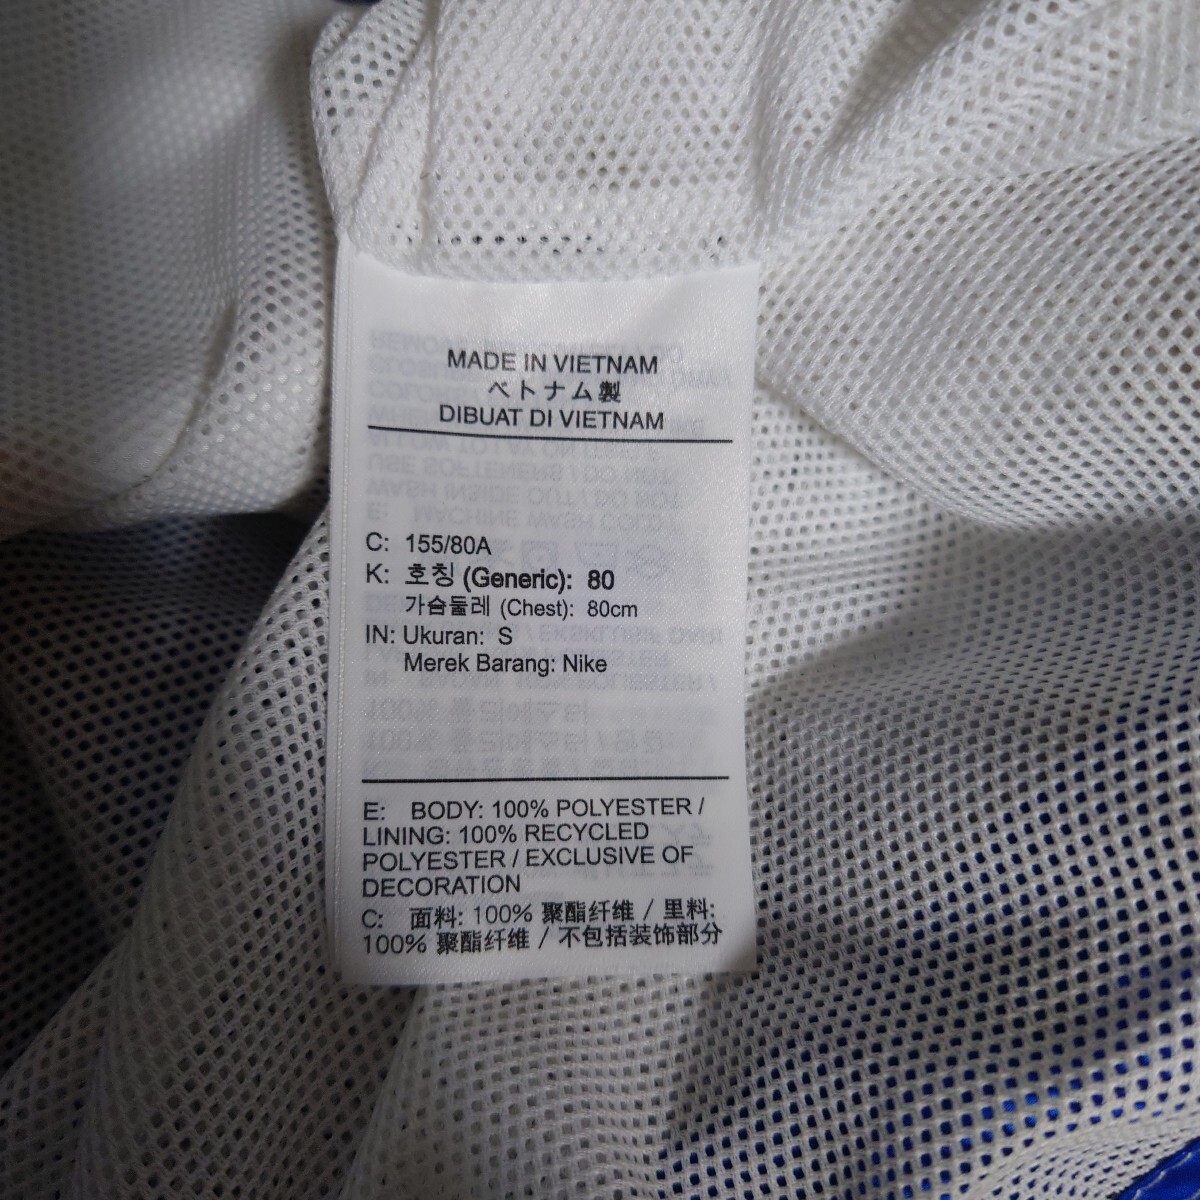 MADE IN VIETNAM
ベトナム製
DIBUAT DI VIETNAM
C: 155/80A
K: 호칭 (Generic): 80
가슴둘레 (Chest): 80cm
IN: Ukuran: S
Merek Barang: Nike
E: BODY: 100% POLYESTER /
LINING: 100% RECYCLED
POLYESTER / EXCLUSIVE OF
DECORATION
C: 面料: 100% 聚酯纤维 / 里料:
100% 聚酯纤维 / 不包括装饰部分